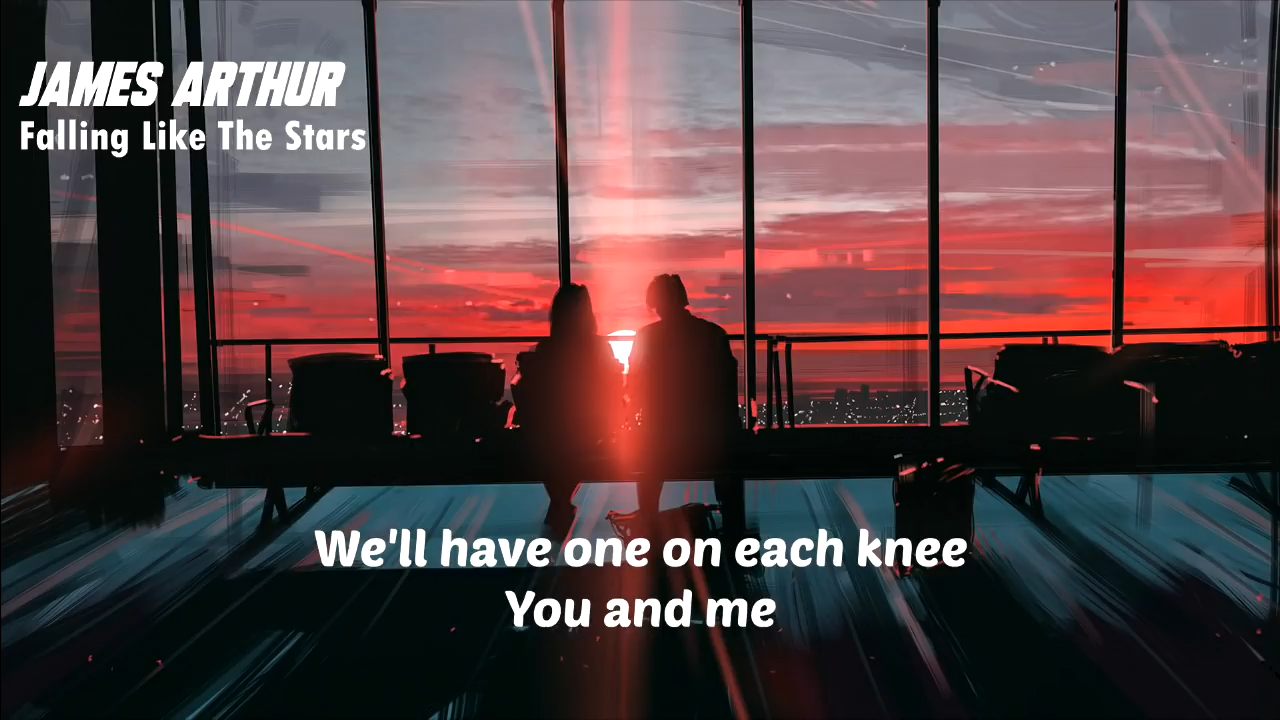 JAMES ARTHUR
Falling Like The Stars
We'll have one on each knee
You and me